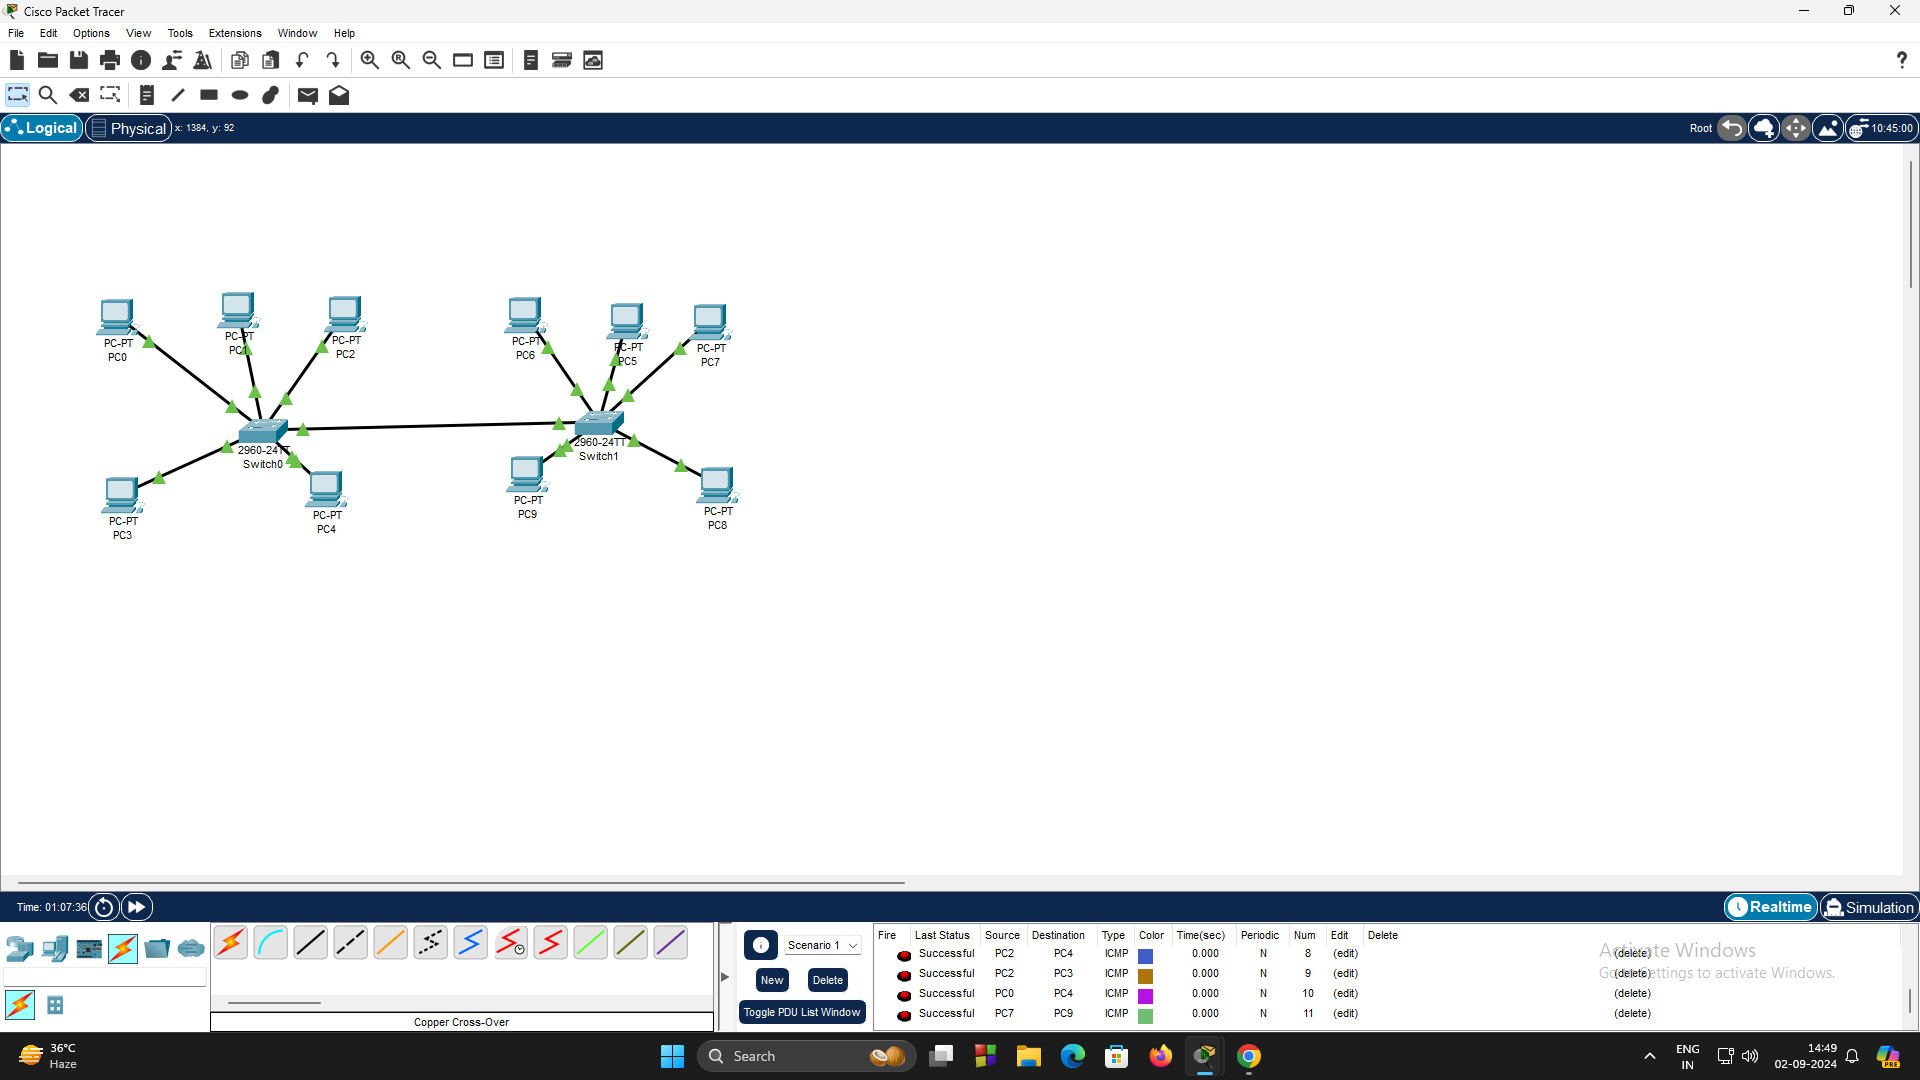 Cisco Packet Tracer
File Edit Options View Tools Extensions Window Help
Logical Physical x: 1384, y: 92 Root 10:45:00
PC-PT
PC0
PC-PT
PC1
PC-PT
PC2
PC-PT
PC6
PC-PT
PC5
PC-PT
PC7
2960-24TT
Switch0
2960-24TT
Switch1
PC-PT
PC3
PC-PT
PC4
PC-PT
PC9
PC-PT
PC8
Time: 01:07:36 Realtime Simulation
Copper Cross-Over
Scenario 1
New Delete
Toggle PDU List Window
Fire Last Status Source Destination Type Color Time(sec) Periodic Num Edit Delete
Successful PC2 PC4 ICMP 0.000 N 8 (edit) (delete)
Successful PC2 PC3 ICMP 0.000 N 9 (edit) (delete)
Successful PC0 PC4 ICMP 0.000 N 10 (edit) (delete)
Successful PC7 PC9 ICMP 0.000 N 11 (edit) (delete)
Activate Windows
Go to Settings to activate Windows.
36°C
Haze
Search
ENG
IN
14:49
02-09-2024
PRE